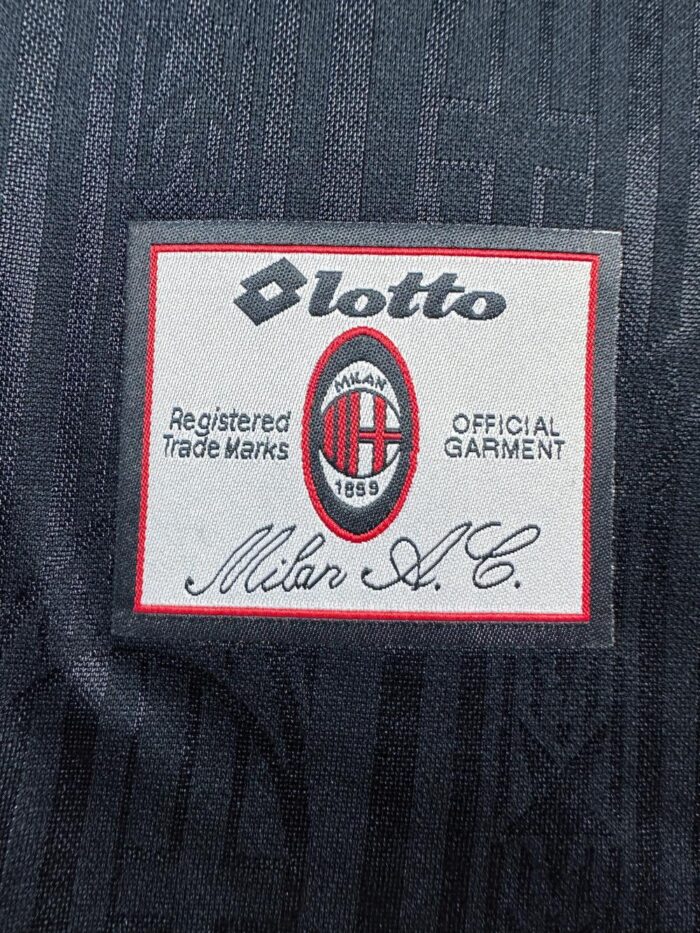 lotto
MILAN
Registered
Trade Marks
OFFICIAL
GARMENT
1899
Milan A. C.